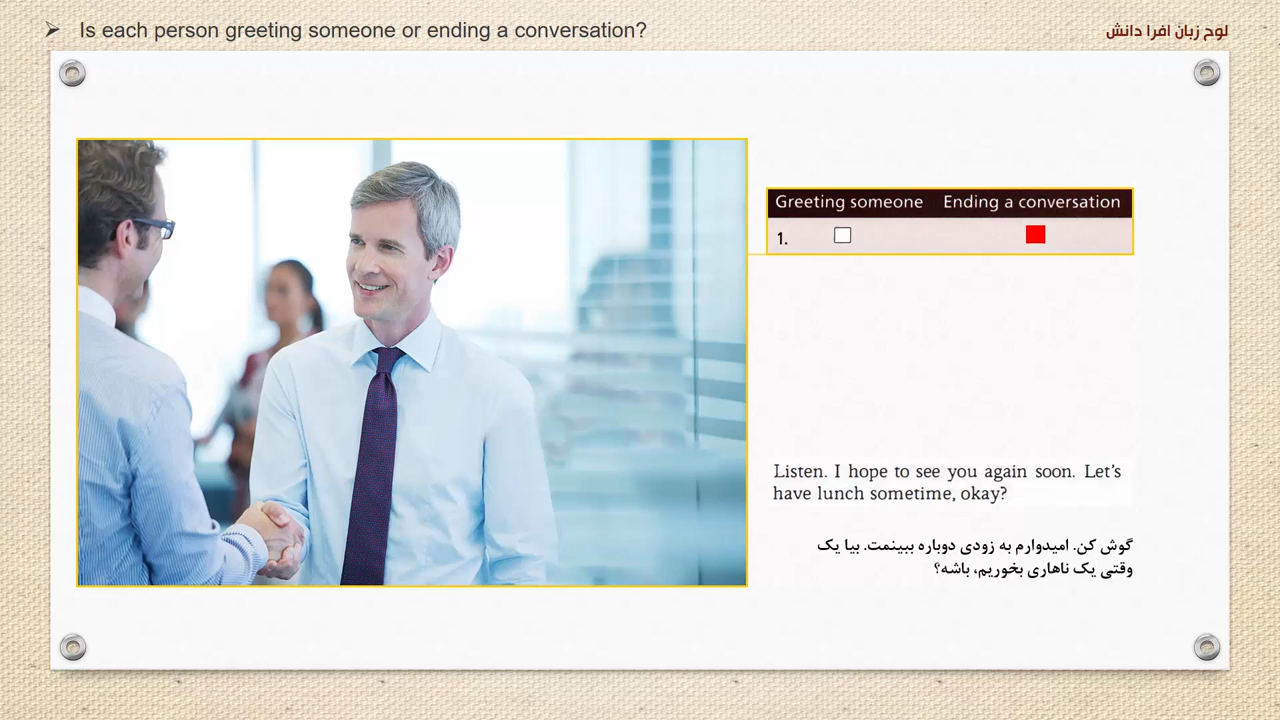 Is each person greeting someone or ending a conversation?
لوح زبان افرا دانش
Greeting someone Ending a conversation
1.
Listen. I hope to see you again soon. Let's
have lunch sometime, okay?
گوش کن. امیدوارم به زودی دوباره ببینمت. بیا یک
وقتی یک ناهاری بخوریم، باشه؟